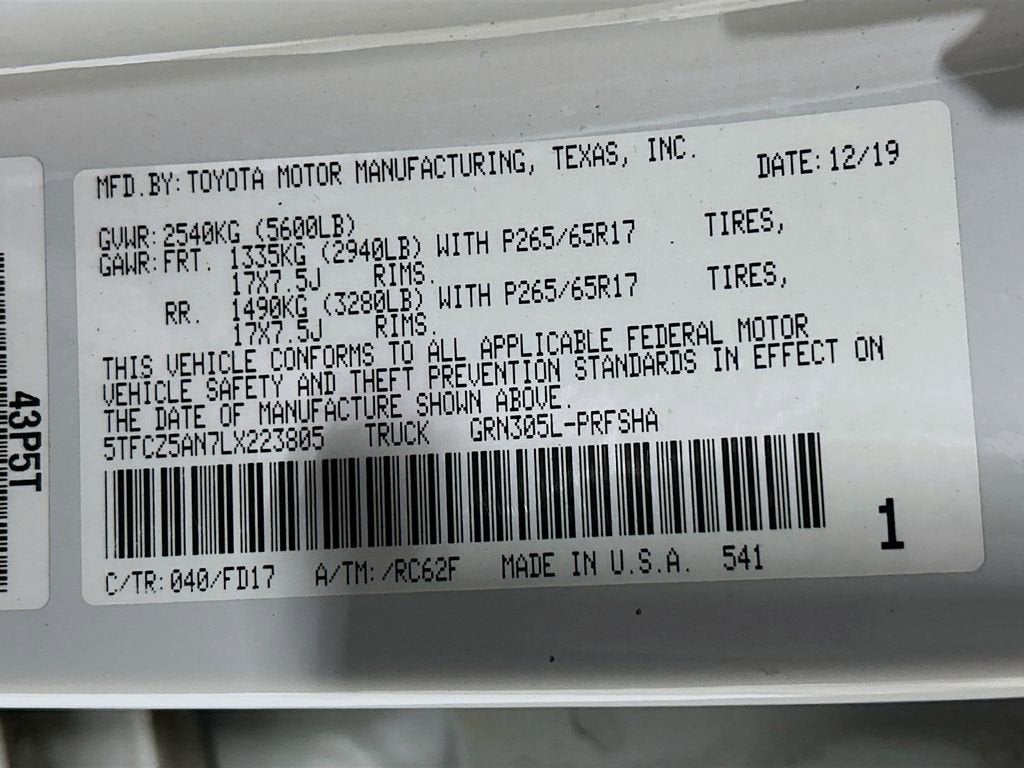 MFD.BY:TOYOTA MOTOR MANUFACTURING, TEXAS, INC. DATE:12/19
GVWR:2540KG (5600LB)
GAWR:FRT. 1335KG (2940LB) WITH P265/65R17 TIRES,
17X7.5J RIMS.
RR. 1490KG (3280LB) WITH P265/65R17 TIRES,
17X7.5J RIMS.
THIS VEHICLE CONFORMS TO ALL APPLICABLE FEDERAL MOTOR
VEHICLE SAFETY AND THEFT PREVENTION STANDARDS IN EFFECT ON
THE DATE OF MANUFACTURE SHOWN ABOVE.
5TFCZ5AN7LX223805 TRUCK GRN305L-PRFSHA
1
C/TR:040/FD17 A/TM:/RC62F MADE IN U.S.A. 541
43P5T